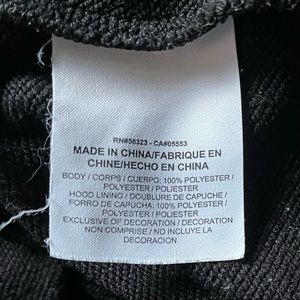 RN#56323 - CA#05553
MADE IN CHINA/FABRIQUE EN
CHINE/HECHO EN CHINA
BODY / CORPS / CUERPO: 100% POLYESTER /
POLYESTER / POLIESTER
HOOD LINING / DOUBLURE DE CAPUCHE /
FORRO DE CAPUCHA: 100% POLYESTER /
POLYESTER / POLIESTER
EXCLUSIVE OF DECORATION / DECORATION
NON COMPRISE / NO INCLUYE LA
DECORACION